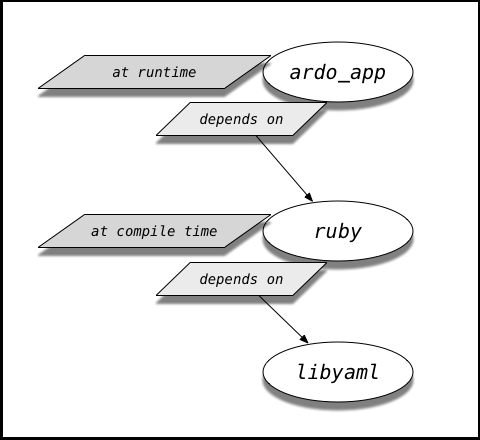 at runtime
ardo_app
depends on
at compile time
ruby
depends on
libyaml